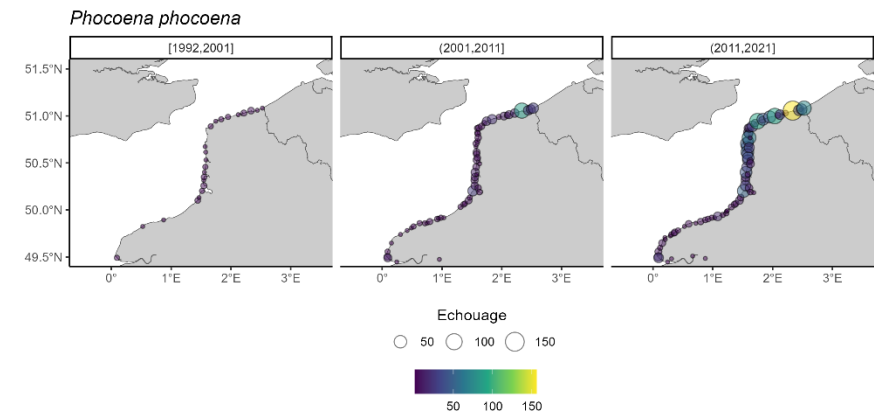 Phocoena phocoena
[1992,2001] (2001,2011] (2011,2021]
51.5°N
51.0°N
50.5°N
50.0°N
49.5°N
0° 1°E 2°E 3°E 0° 1°E 2°E 3°E 0° 1°E 2°E 3°E
Echouage
50 100 150
50 100 150